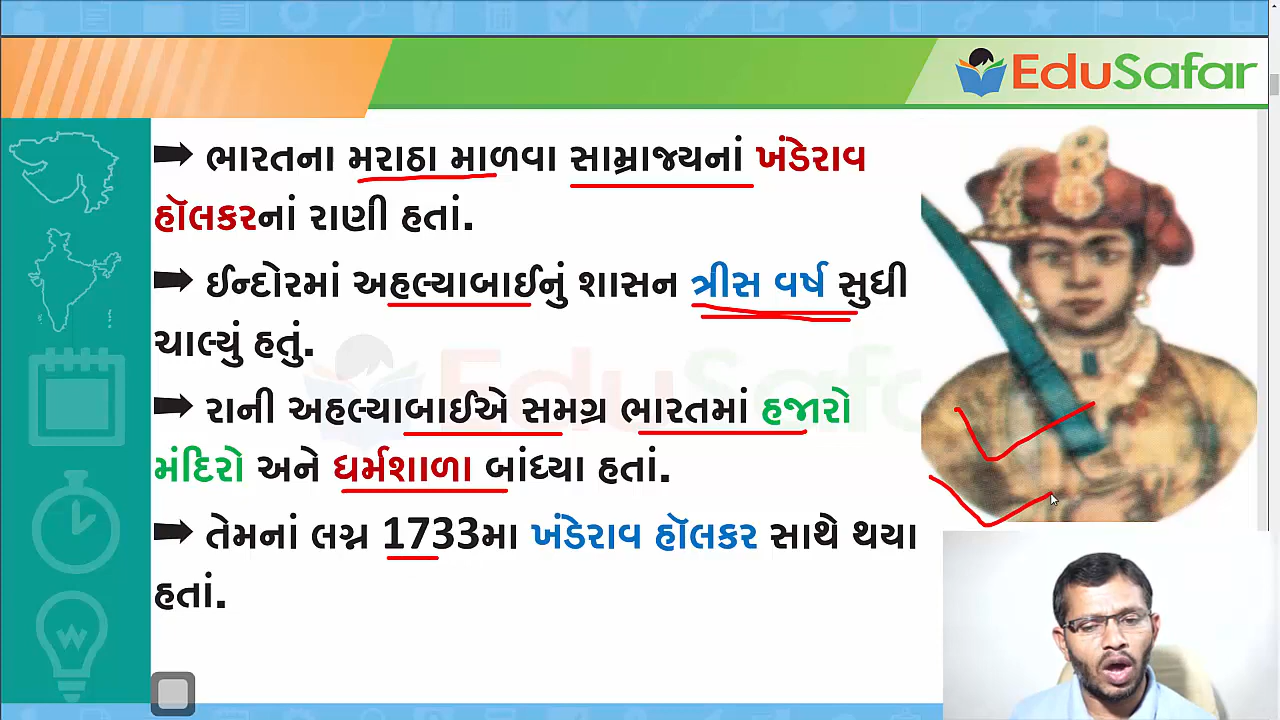 EduSafar
➡ ભારતના મરાઠા માળવા સામ્રાજ્યનાં ખંડેરાવ
હૉલકરનાં રાણી હતાં.
➡ ઈન્દોરમાં અહલ્યાબાઈનું શાસન ત્રીસ વર્ષ સુધી
ચાલ્યું હતું.
EduSafar
➡ રાની અહલ્યાબાઈએ સમગ્ર ભારતમાં હજારો
મંદિરો અને ધર્મશાળા બાંધ્યા હતાં.
➡ તેમનાં લગ્ન 1733મા ખંડેરાવ હૉલકર સાથે થયા
હતાં.